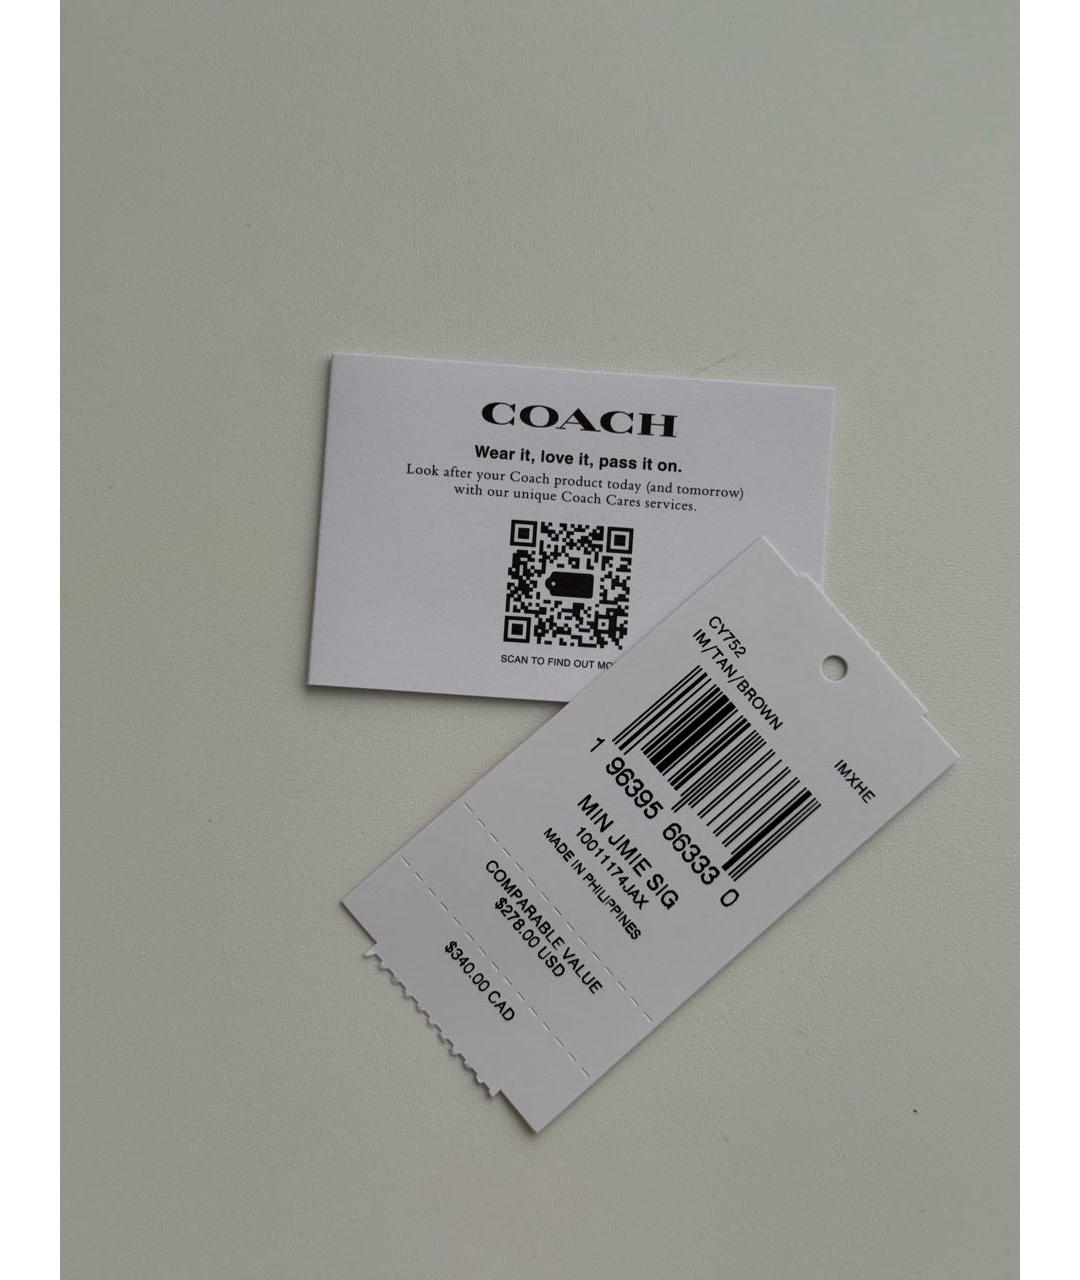 COACH
Wear it, love it, pass it on.
Look after your Coach product today (and tomorrow)
with our unique Coach Cares services.
SCAN TO FIND OUT MO
CY752
IM/TAN/BROWN
IMXHE
1 96395 66333 0
MIN JMIE SIG
10011174JAX
MADE IN PHILIPPINES
COMPARABLE VALUE
$278.00 USD
$340.00 CAD